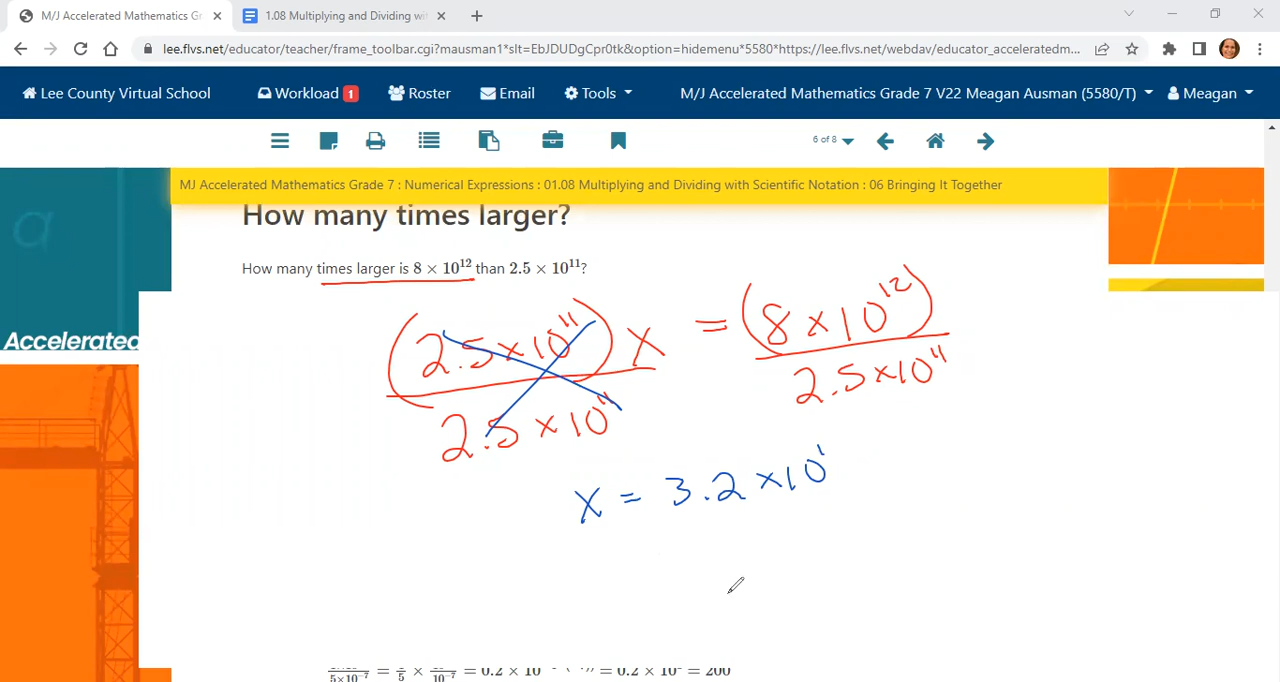 M/J Accelerated Mathematics Gr
1.08 Multiplying and Dividing with
lee.flvs.net/educator/teacher/frame_toolbar.cgi?mausman1*slt=EbJDUDgCpr0tk&option=hidemenu*5580*https://lee.flvs.net/webdav/educator_acceleratedm...
Lee County Virtual School Workload 1 Roster Email Tools M/J Accelerated Mathematics Grade 7 V22 Meagan Ausman (5580/T) Meagan
6 of 8
MJ Accelerated Mathematics Grade 7 : Numerical Expressions : 01.08 Multiplying and Dividing with Scientific Notation : 06 Bringing It Together
How many times larger?
How many times larger is 8 × 10¹² than 2.5 × 10¹¹?
(2.5×10¹¹) X = (8×10¹²)
2.5×10¹¹ 2.5×10¹¹
Accelerated
X = 3.2×10¹
= 0.2 × 10
= 200